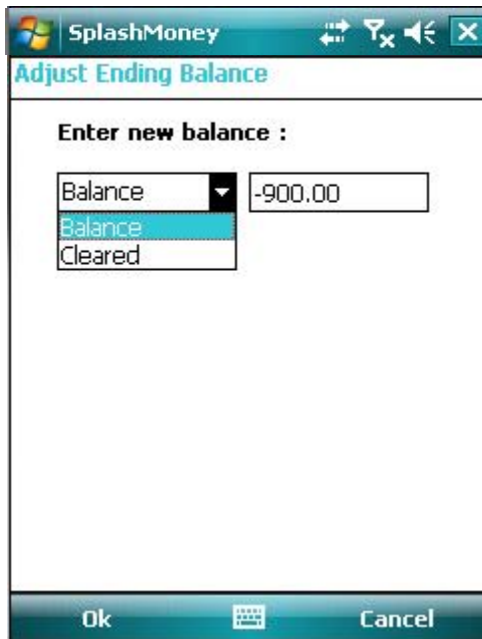 SplashMoney
Adjust Ending Balance
Enter new balance :
Balance -900.00
Balance
Cleared
Ok Cancel